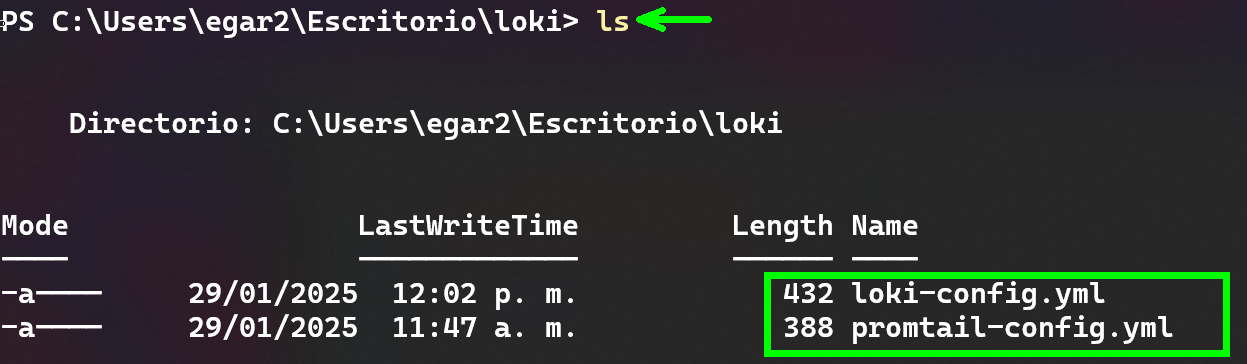 PS C:\Users\egar2\Escritorio\loki> ls
Directorio: C:\Users\egar2\Escritorio\loki
Mode LastWriteTime Length Name
---- ------------- ------ ----
-a---- 29/01/2025 12:02 p. m. 432 loki-config.yml
-a---- 29/01/2025 11:47 a. m. 388 promtail-config.yml